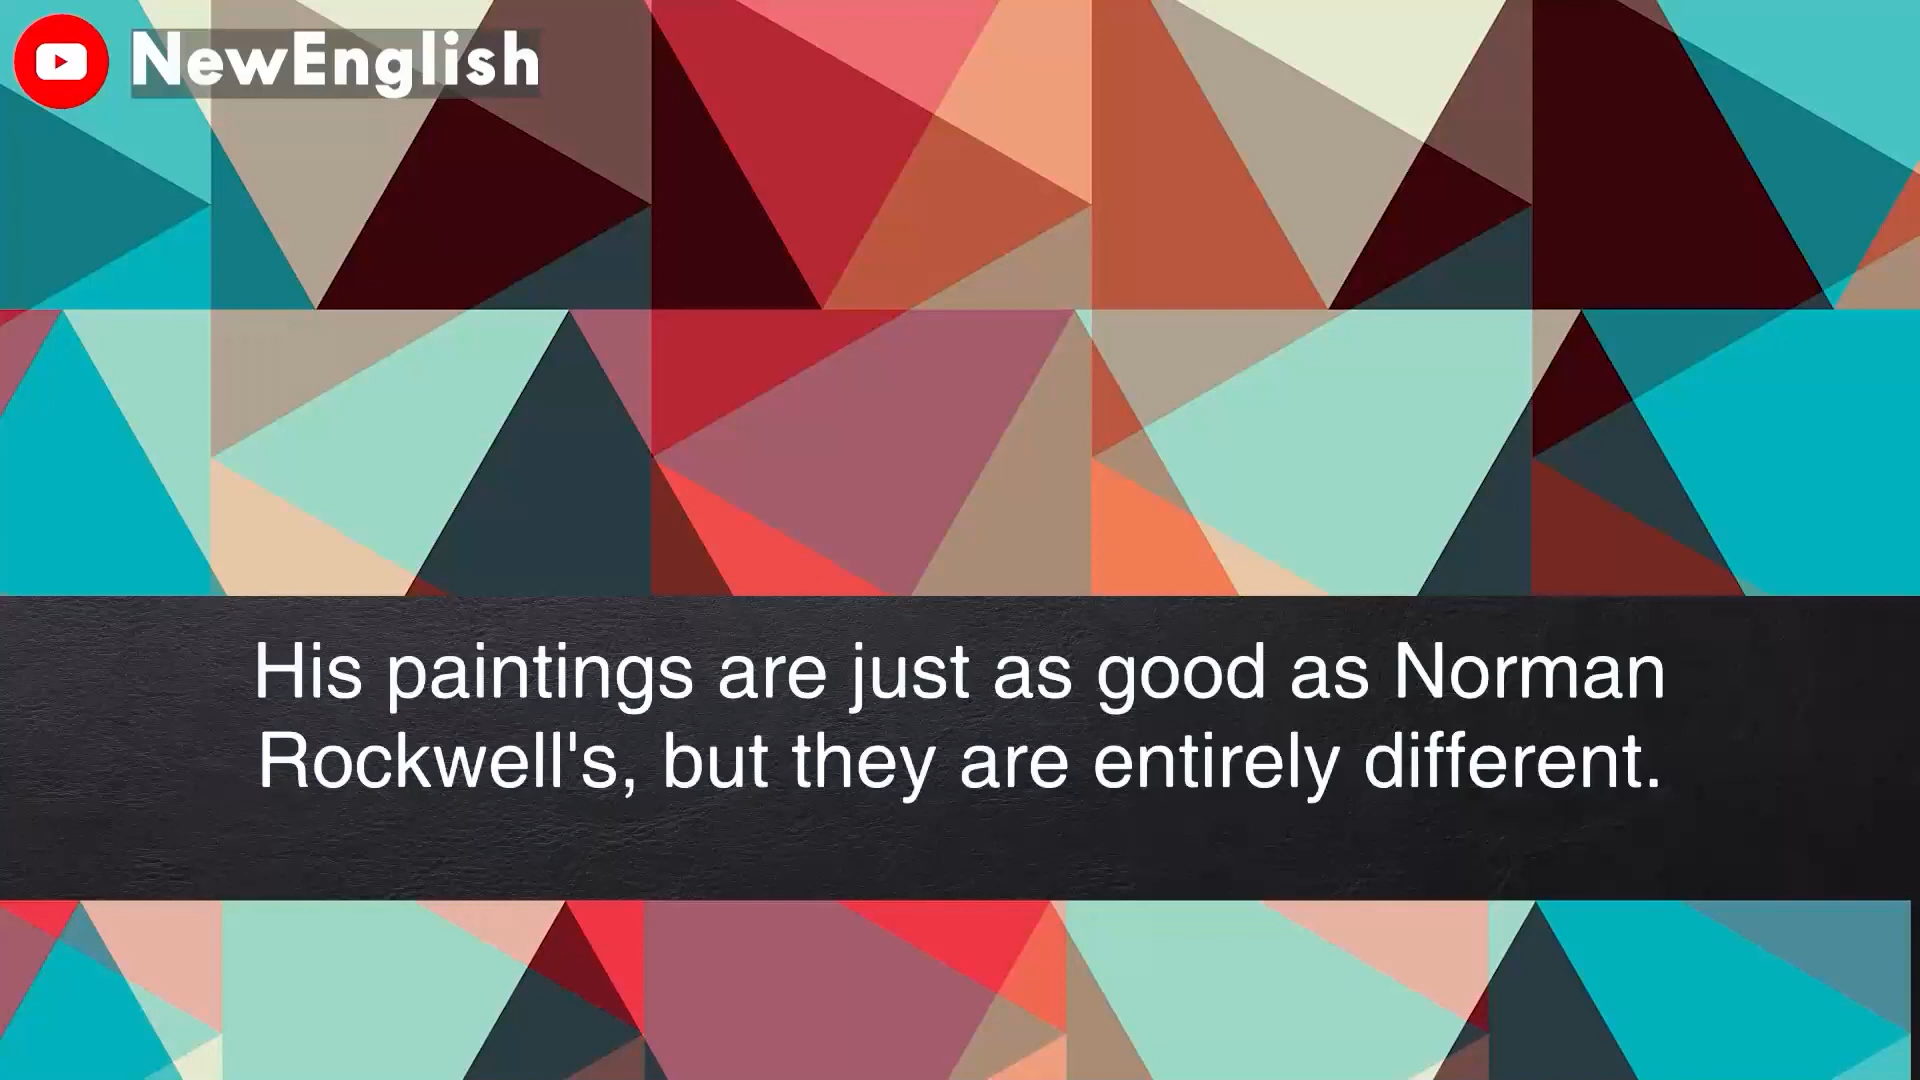 NewEnglish
His paintings are just as good as Norman
Rockwell's, but they are entirely different.